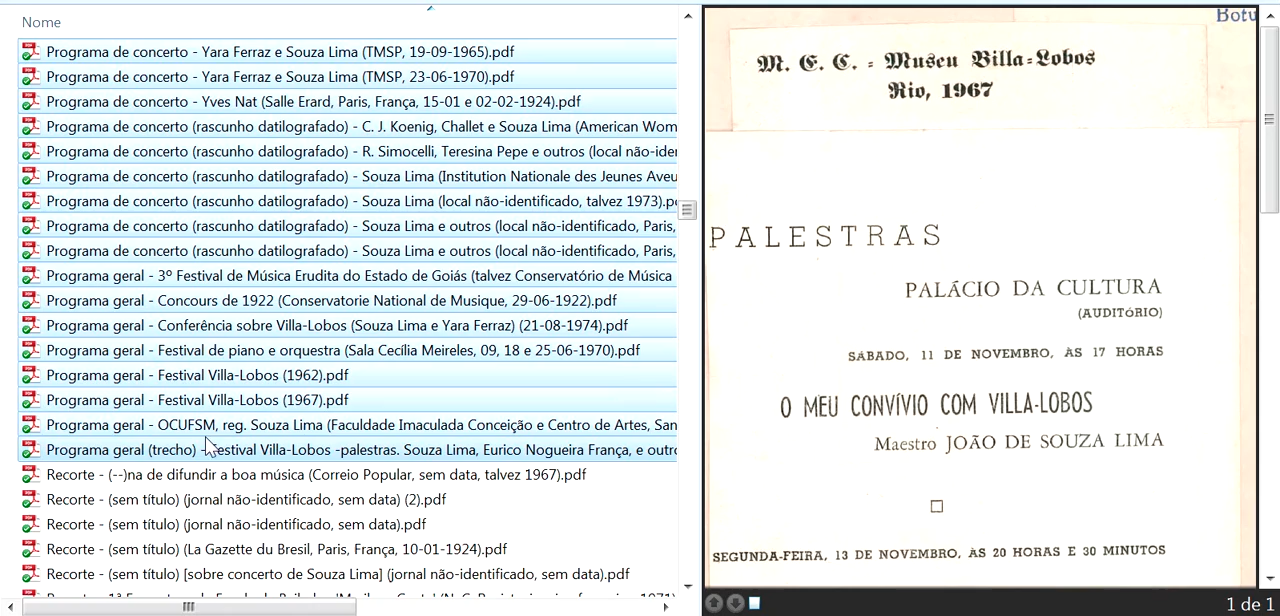 Nome
Programa de concerto - Yara Ferraz e Souza Lima (TMSP, 19-09-1965).pdf
Programa de concerto - Yara Ferraz e Souza Lima (TMSP, 23-06-1970).pdf
Programa de concerto - Yves Nat (Salle Erard, Paris, França, 15-01 e 02-02-1924).pdf
Programa de concerto (rascunho datilografado) - C. J. Koenig, Challet e Souza Lima (American Wom
Programa de concerto (rascunho datilografado) - R. Simocelli, Teresina Pepe e outros (local não-iden
Programa de concerto (rascunho datilografado) - Souza Lima (Institution Nationale des Jeunes Aveu
Programa de concerto (rascunho datilografado) - Souza Lima (local não-identificado, talvez 1973).p
Programa de concerto (rascunho datilografado) - Souza Lima e outros (local não-identificado, Paris,
Programa de concerto (rascunho datilografado) - Souza Lima e outros (local não-identificado, Paris,
Programa geral - 3º Festival de Música Erudita do Estado de Goiás (talvez Conservatório de Música
Programa geral - Concours de 1922 (Conservatorie National de Musique, 29-06-1922).pdf
Programa geral - Conferência sobre Villa-Lobos (Souza Lima e Yara Ferraz) (21-08-1974).pdf
Programa geral - Festival de piano e orquestra (Sala Cecília Meireles, 09, 18 e 25-06-1970).pdf
Programa geral - Festival Villa-Lobos (1962).pdf
Programa geral - Festival Villa-Lobos (1967).pdf
Programa geral - OCUFSM, reg. Souza Lima (Faculdade Imaculada Conceição e Centro de Artes, San
Programa geral (trecho) - Festival Villa-Lobos -palestras. Souza Lima, Eurico Nogueira França, e outro
Recorte - (--)na de difundir a boa música (Correio Popular, sem data, talvez 1967).pdf
Recorte - (sem título) (jornal não-identificado, sem data) (2).pdf
Recorte - (sem título) (jornal não-identificado, sem data).pdf
Recorte - (sem título) (La Gazette du Bresil, Paris, França, 10-01-1924).pdf
Recorte - (sem título) [sobre concerto de Souza Lima] (jornal não-identificado, sem data).pdf
Botu
M. E. C. - Museu Villa-Lobos
Rio, 1967
PALESTRAS
PALÁCIO DA CULTURA
(AUDITÓRIO)
SÁBADO, 11 DE NOVEMBRO, ÀS 17 HORAS
O MEU CONVÍVIO COM VILLA-LOBOS
Maestro JOÃO DE SOUZA LIMA
SEGUNDA-FEIRA, 13 DE NOVEMBRO, ÀS 20 HORAS E 30 MINUTOS
1 de 1